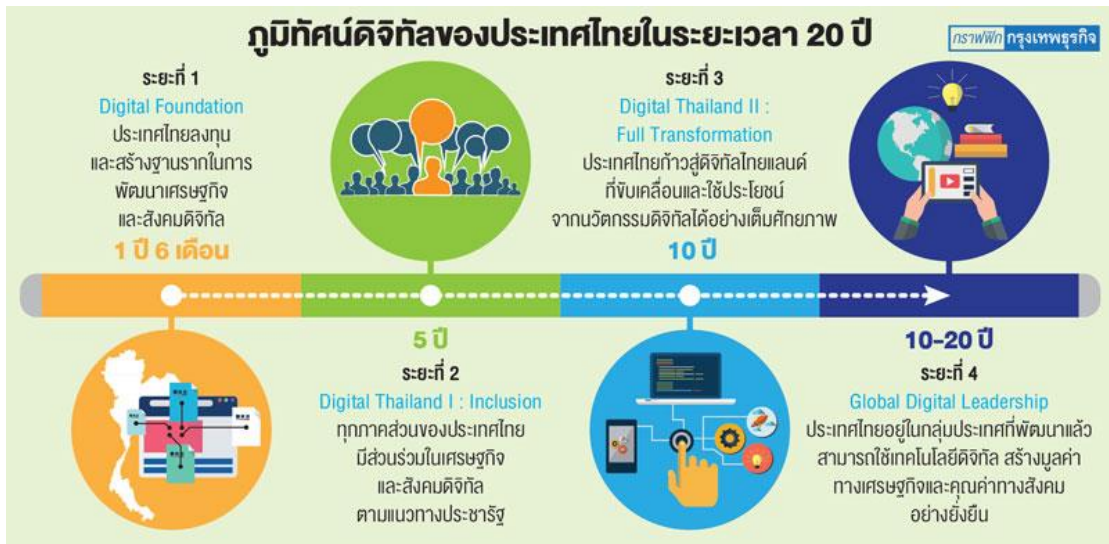 ภูมิทัศน์ดิจิทัลของประเทศไทยในระยะเวลา 20 ปี
กราฟฟิก กรุงเทพธุรกิจ
ระยะที่ 1
Digital Foundation
ประเทศไทยลงทุน
และสร้างฐานรากในการ
พัฒนาเศรษฐกิจ
และสังคมดิจิทัล
1 ปี 6 เดือน
5 ปี
ระยะที่ 2
Digital Thailand I : Inclusion
ทุกภาคส่วนของประเทศไทย
มีส่วนร่วมในเศรษฐกิจ
และสังคมดิจิทัล
ตามแนวทางประชารัฐ
ระยะที่ 3
Digital Thailand II :
Full Transformation
ประเทศไทยก้าวสู่ดิจิทัลไทยแลนด์
ที่ขับเคลื่อนและใช้ประโยชน์
จากนวัตกรรมดิจิทัลได้อย่างเต็มศักยภาพ
10 ปี
10-20 ปี
ระยะที่ 4
Global Digital Leadership
ประเทศไทยอยู่ในกลุ่มประเทศที่พัฒนาแล้ว
สามารถใช้เทคโนโลยีดิจิทัล สร้างมูลค่า
ทางเศรษฐกิจและคุณค่าทางสังคม
อย่างยั่งยืน